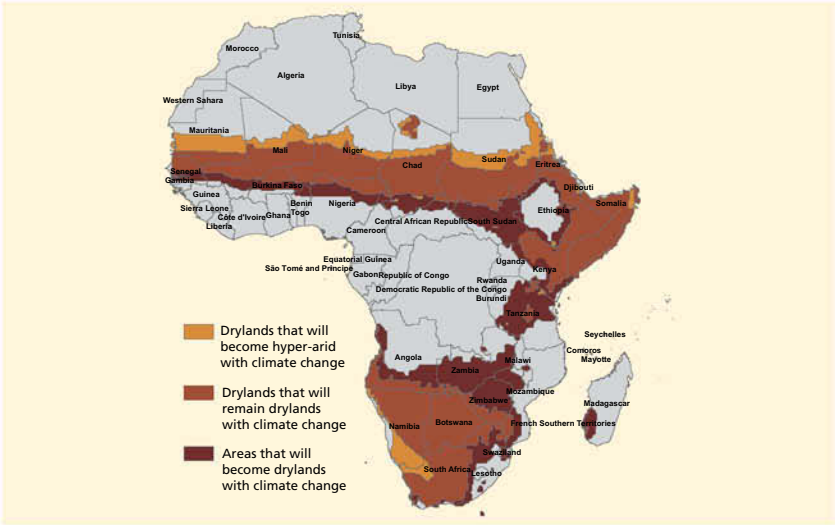 Tunisia
Morocco
Algeria
Libya
Egypt
Western Sahara
Mauritania
Mali
Niger
Chad
Sudan
Eritrea
Senegal
Gambia
Burkina Faso
Djibouti
Guinea
Benin
Togo
Nigeria
Ethiopia
Somalia
Sierra Leone
Côte d'Ivoire
Ghana
Liberia
Cameroon
Central African Republic
South Sudan
Equatorial Guinea
São Tomé and Principe
Gabon
Republic of Congo
Uganda
Kenya
Rwanda
Democratic Republic of the Congo
Burundi
Tanzania
Seychelles
Comoros
Mayotte
Angola
Zambia
Malawi
Mozambique
Zimbabwe
Madagascar
Namibia
Botswana
French Southern Territories
Swaziland
South Africa
Lesotho
Drylands that will
become hyper-arid
with climate change
Drylands that will
remain drylands
with climate change
Areas that will
become drylands
with climate change